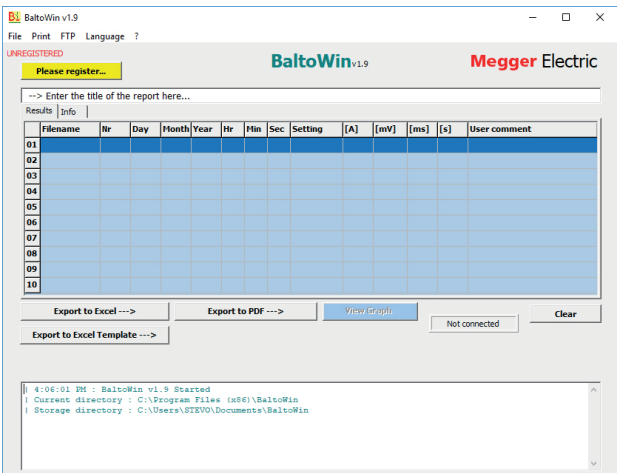 Bi BaltoWin v1.9
File Print FTP Language ?
UNREGISTERED
Please register...
BaltoWin v1.9
Megger Electric
--> Enter the title of the report here...
Results Info
Filename Nr Day Month Year Hr Min Sec Setting [A] [mV] [ms] [s] User comment
01
02
03
04
05
06
07
08
09
10
Export to Excel --->
Export to PDF --->
View Graph
Not connected
Clear
Export to Excel Template --->
| 4:06:01 PM : BaltoWin v1.9 Started
| Current directory : C:\Program Files (x86)\BaltoWin
| Storage directory : C:\Users\STEVO\Documents\BaltoWin